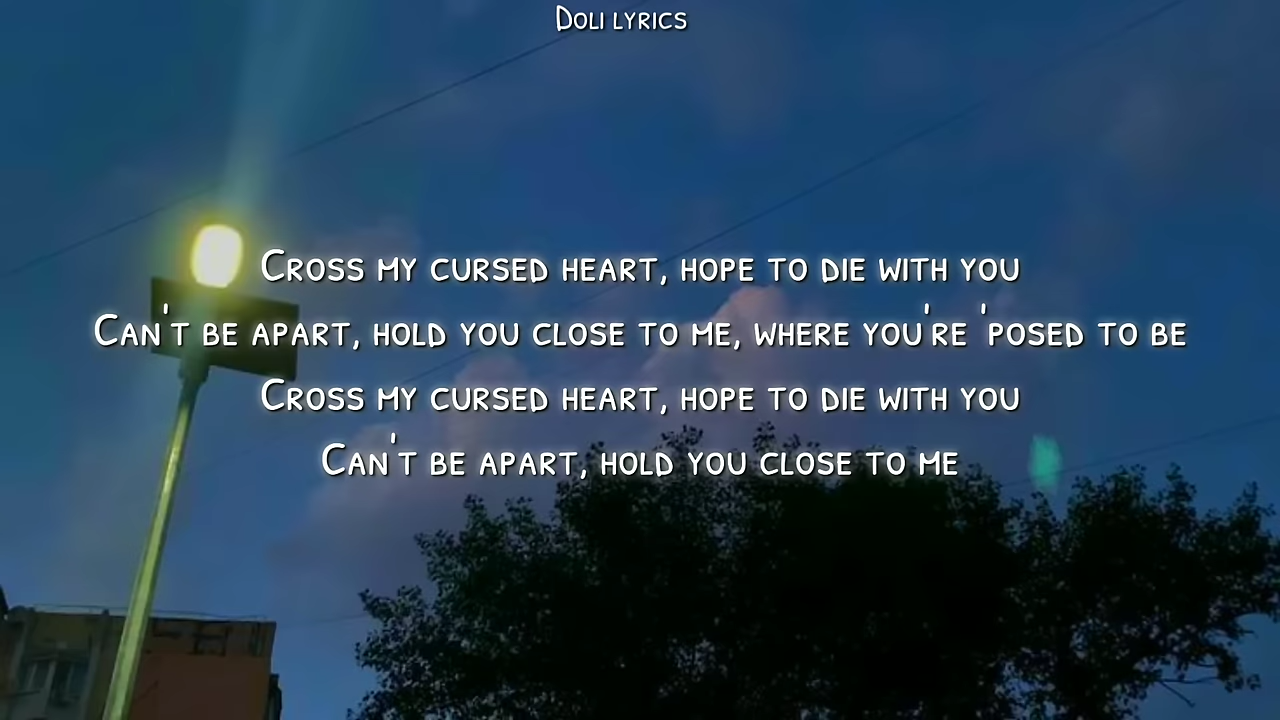 Doli lyrics
Cross my cursed heart, hope to die with you
Can't be apart, hold you close to me, where you're 'posed to be
Cross my cursed heart, hope to die with you
Can't be apart, hold you close to me